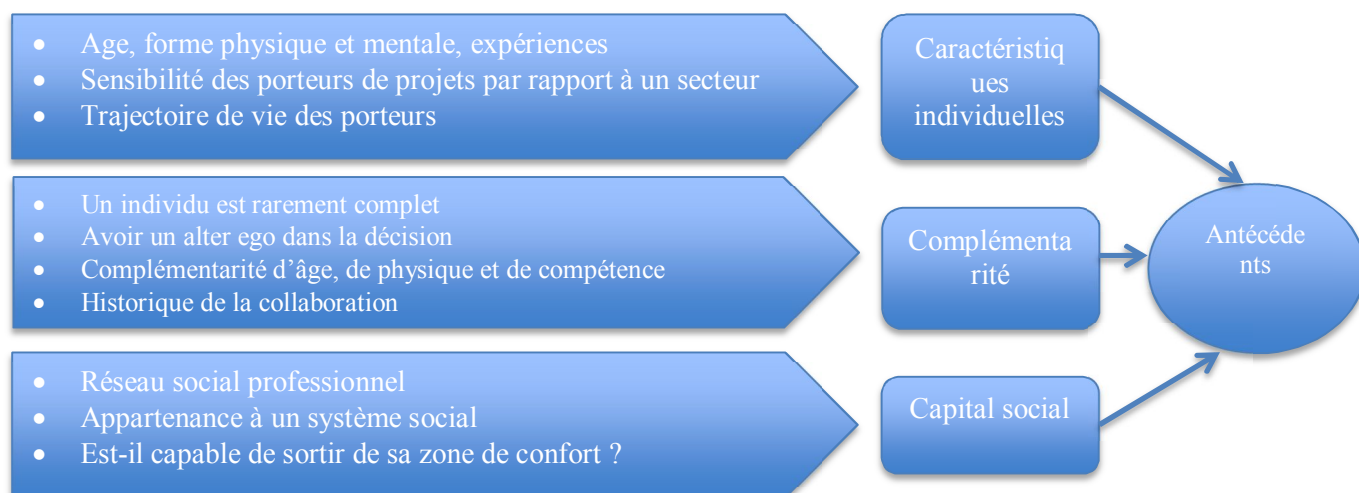 • Age, forme physique et mentale, expériences
• Sensibilité des porteurs de projets par rapport à un secteur
• Trajectoire de vie des porteurs
Caractéristiq
ues
individuelles
• Un individu est rarement complet
• Avoir un alter ego dans la décision
• Complémentarité d’âge, de physique et de compétence
• Historique de la collaboration
Complémenta
rité
Antécéde
nts
• Réseau social professionnel
• Appartenance à un système social
• Est-il capable de sortir de sa zone de confort ?
Capital social